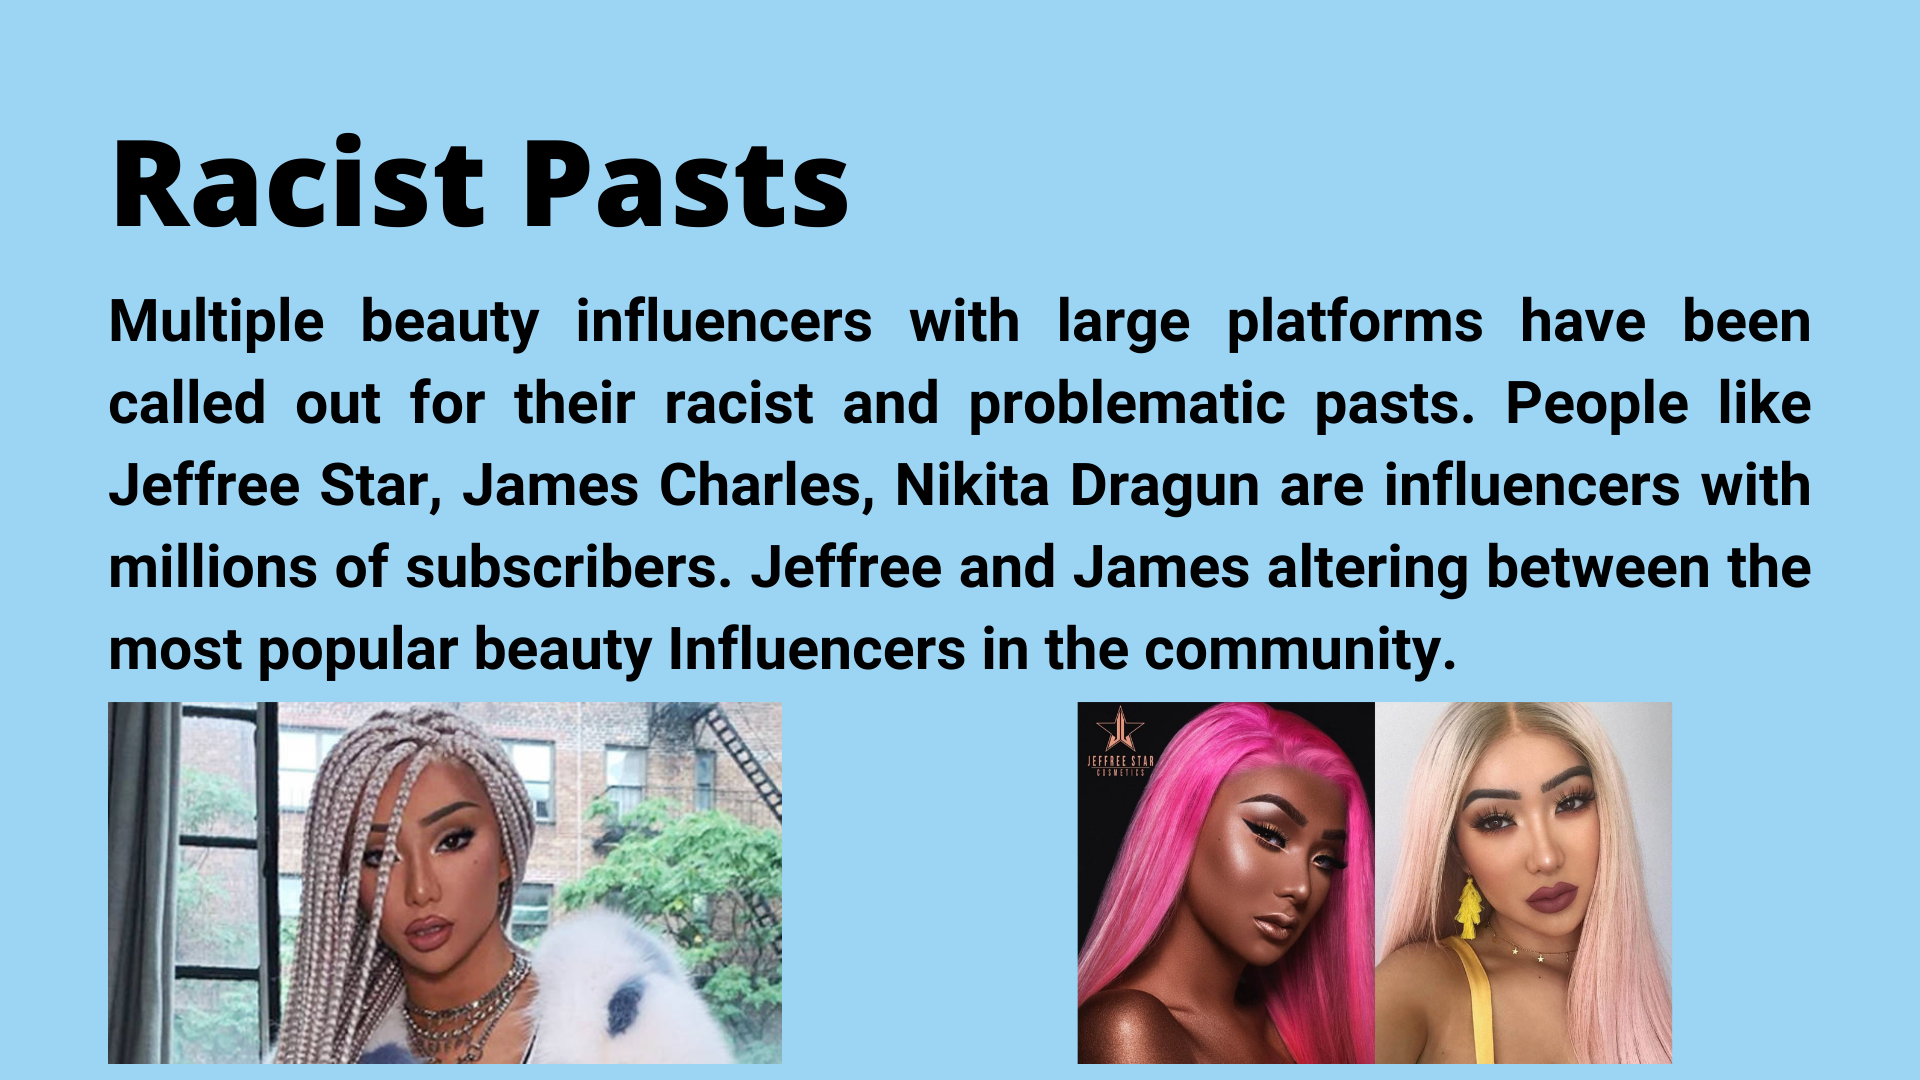 Racist Pasts
Multiple beauty influencers with large platforms have been
called out for their racist and problematic pasts. People like
Jeffree Star, James Charles, Nikita Dragun are influencers with
millions of subscribers. Jeffree and James altering between the
most popular beauty Influencers in the community.
JEFFREE STAR
COSMETICS